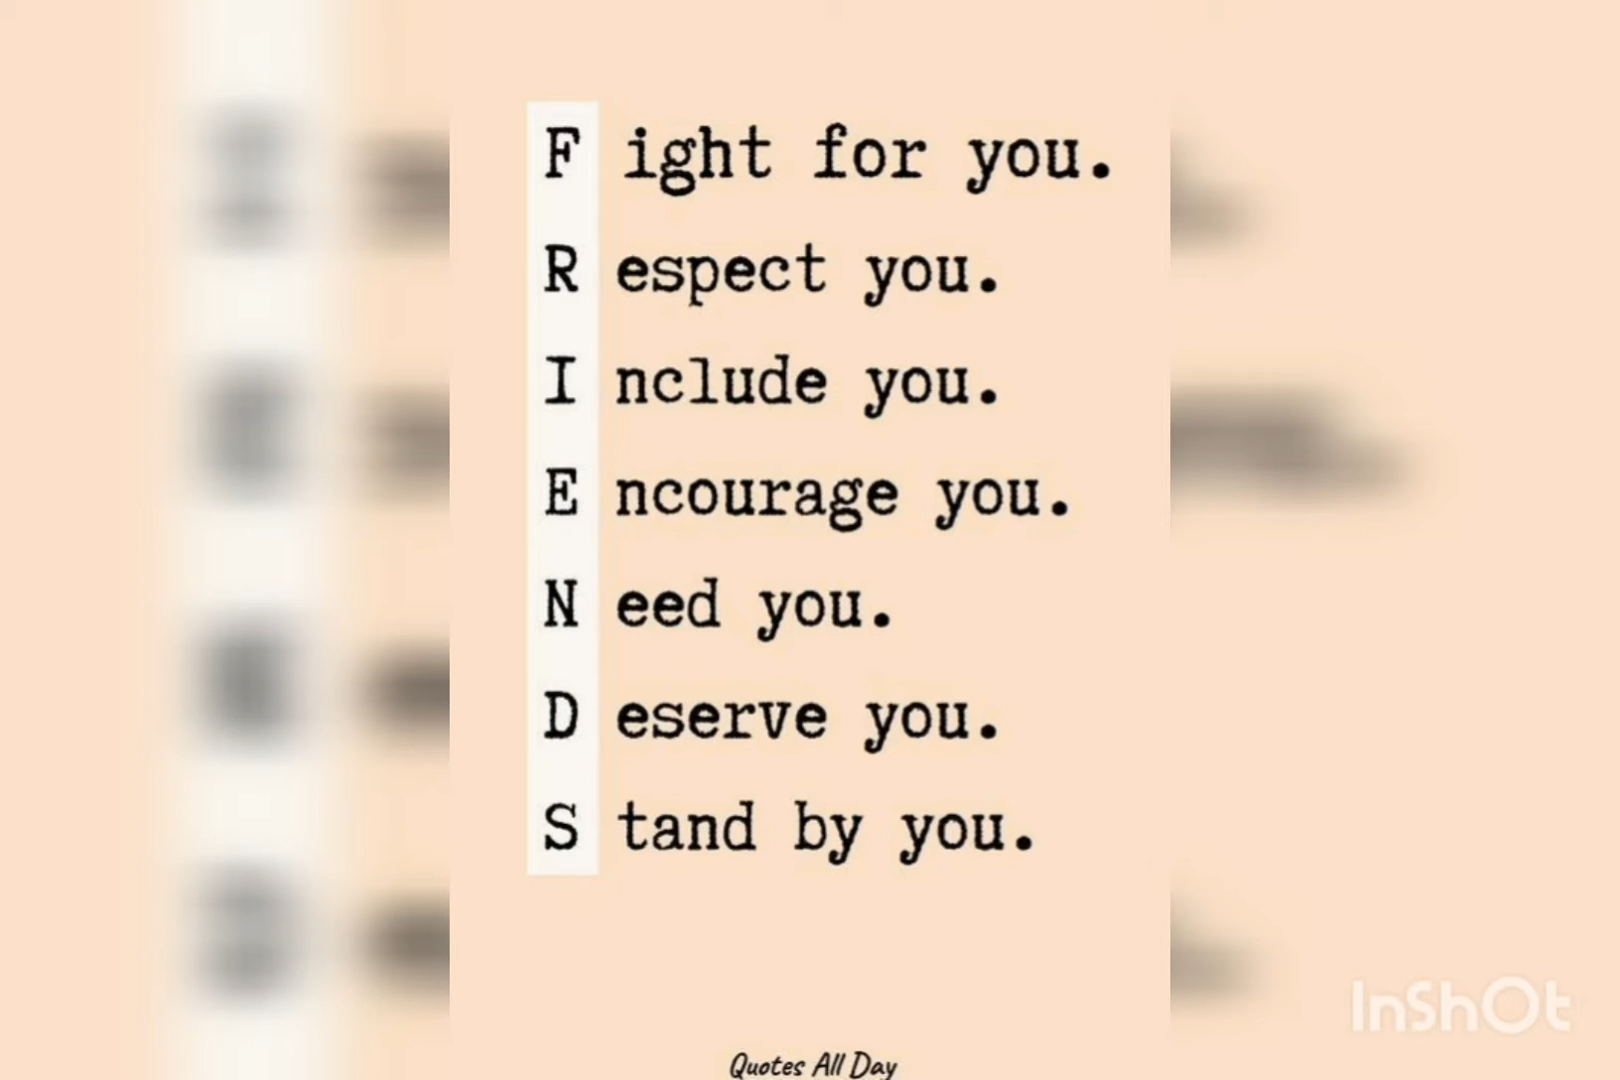 F ight for you.
R espect you.
I nclude you.
E ncourage you.
N eed you.
D eserve you.
S tand by you.
Quotes All Day
InShOt